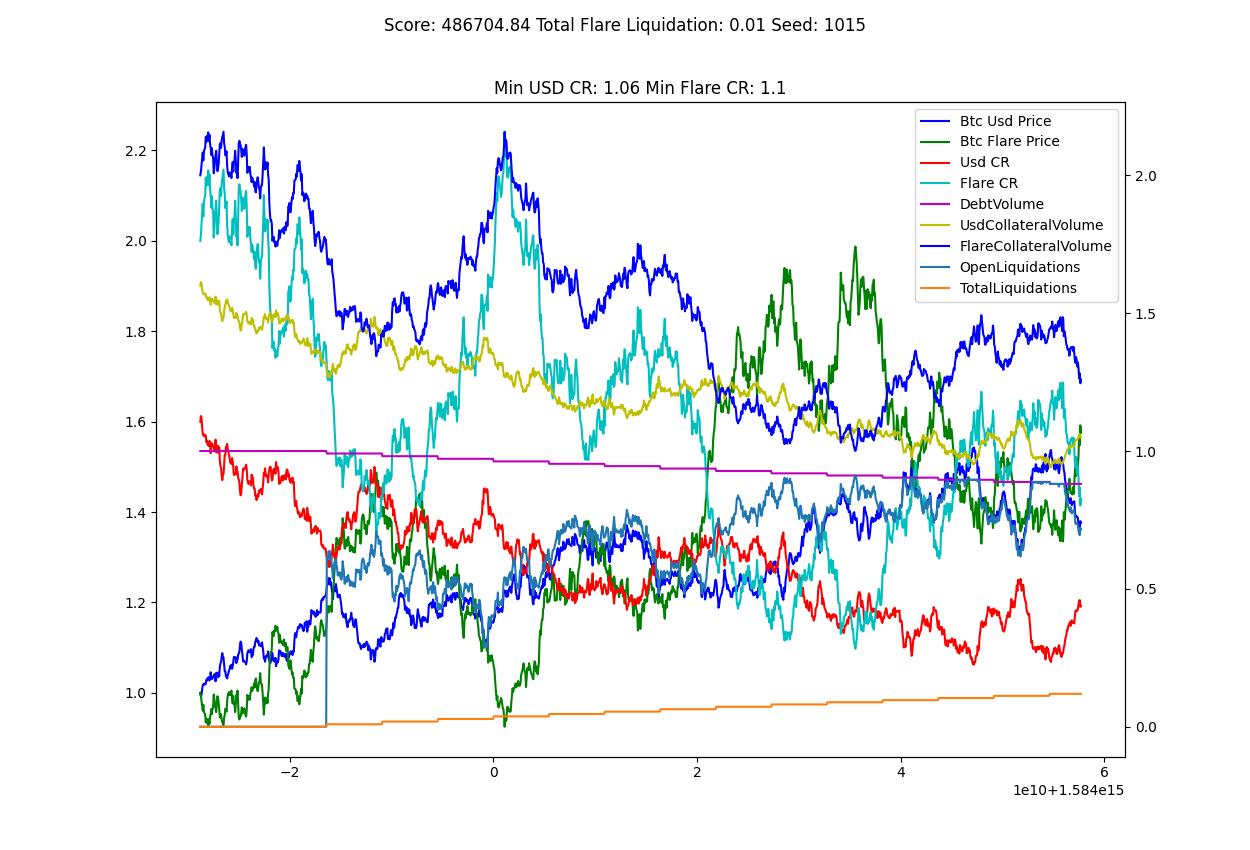 Score: 486704.84 Total Flare Liquidation: 0.01 Seed: 1015
Min USD CR: 1.06 Min Flare CR: 1.1
Btc Usd Price
Btc Flare Price
Usd CR
Flare CR
DebtVolume
UsdCollateralVolume
FlareCollateralVolume
OpenLiquidations
TotalLiquidations
2.2
2.0
1.8
1.6
1.4
1.2
1.0
2.0
1.5
1.0
0.5
0.0
−2
0
2
4
6
1e10+1.584e15